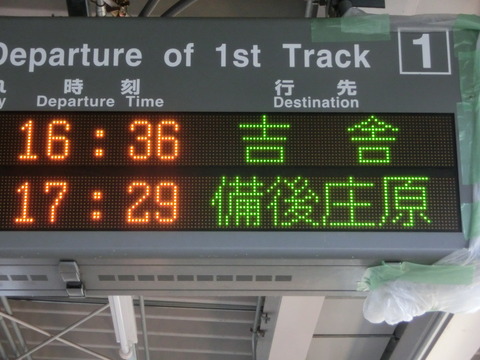 Departure of 1st Track 1
れ 時刻 行先
y Departure Time Destination
16:36 吉舎
17:29 備後庄原